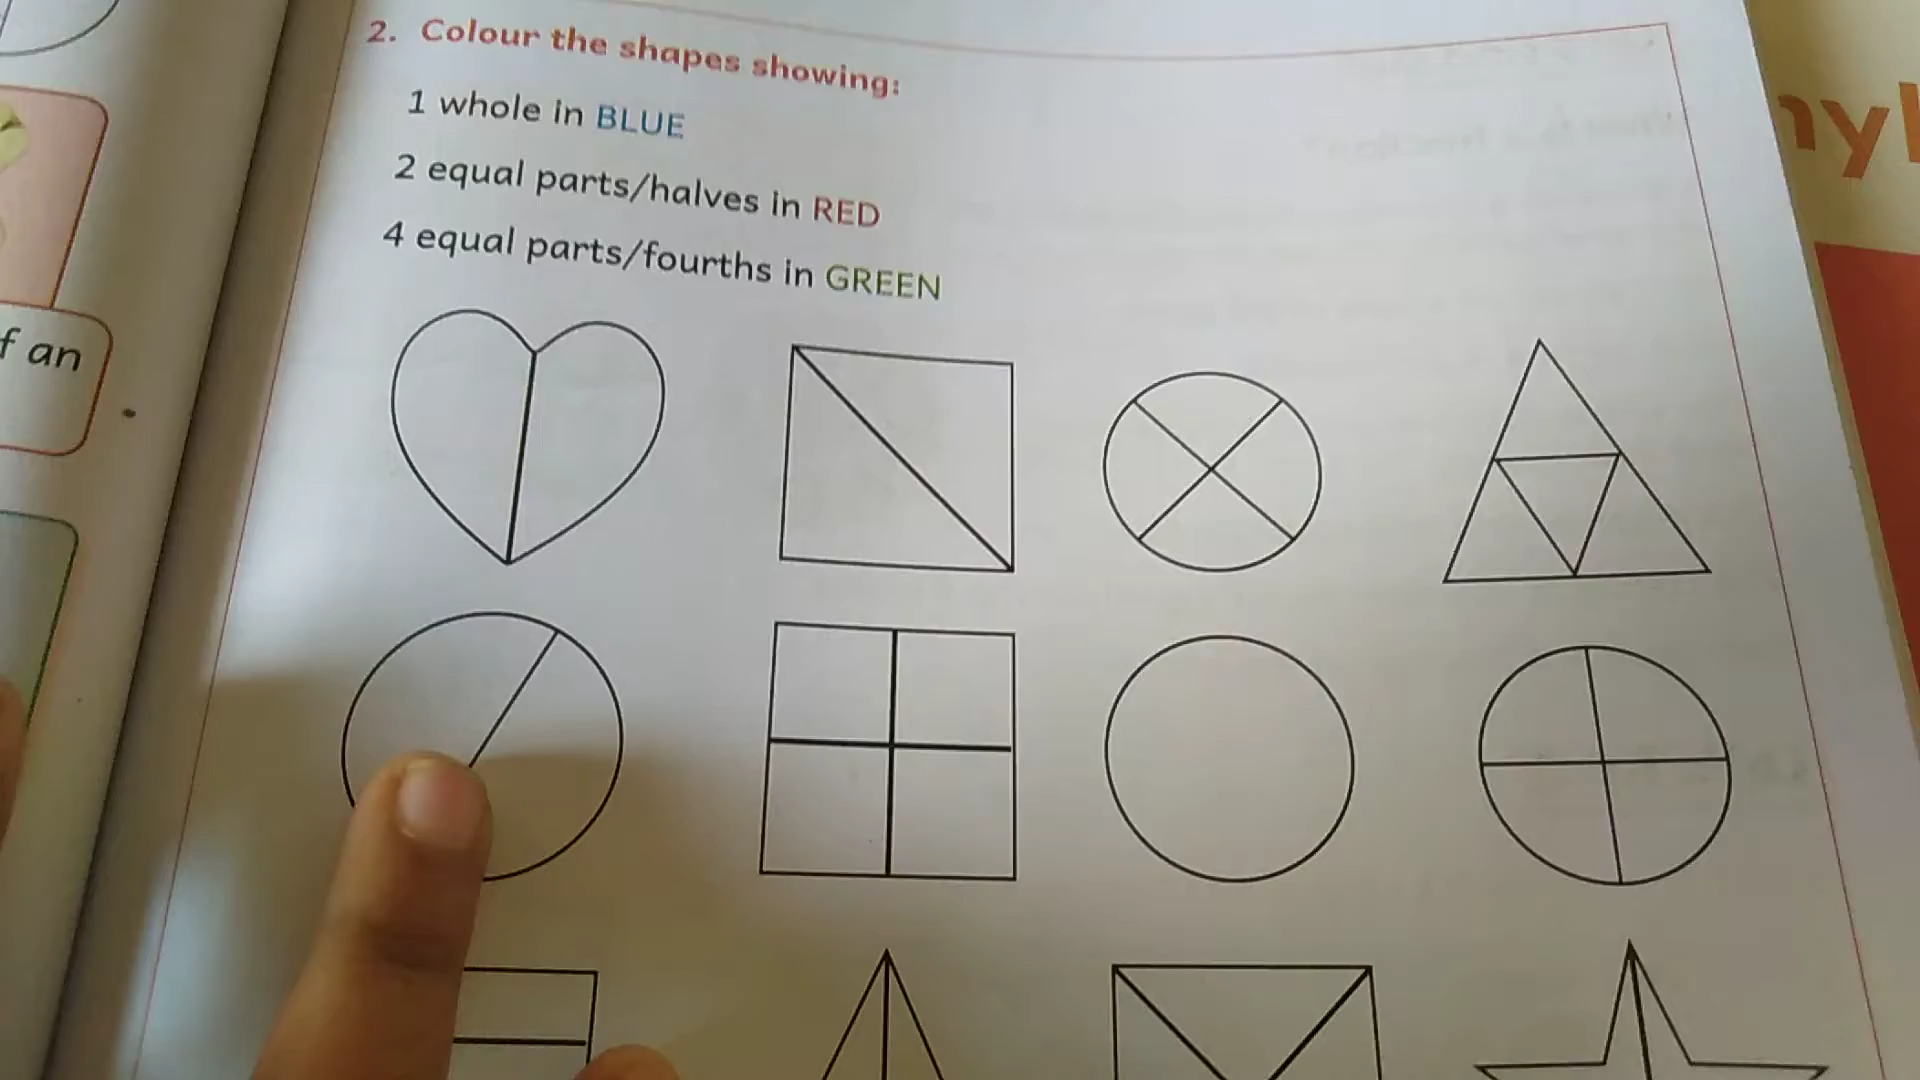 2. Colour the shapes showing:
1 whole in BLUE
2 equal parts/halves in RED
4 equal parts/fourths in GREEN
f an